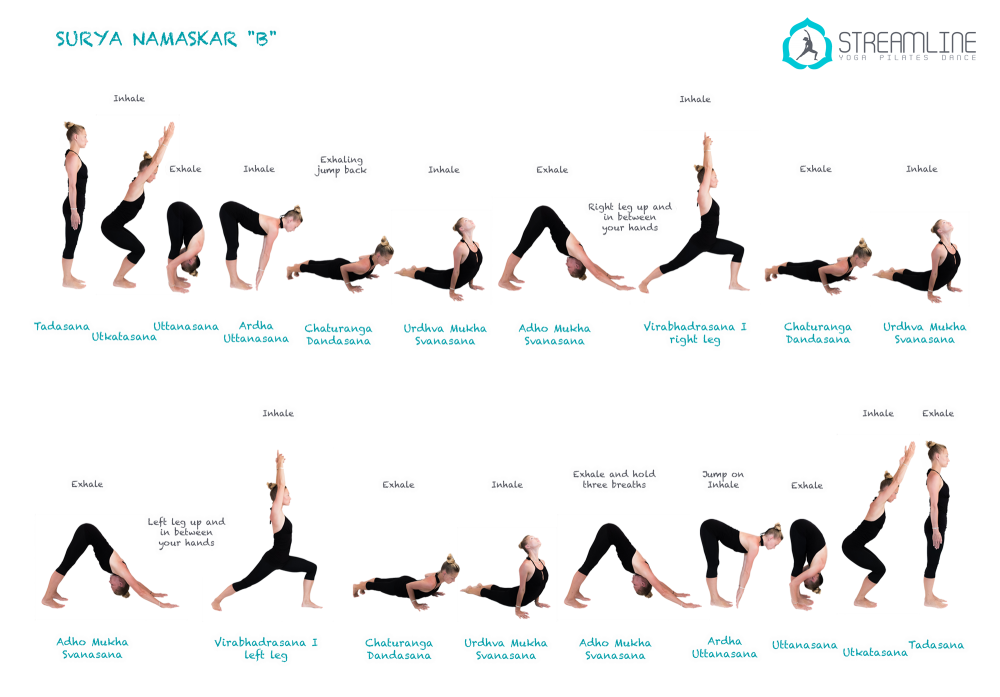 SURYA NAMASKAR "B"
STREAMLINE
YOGA PILATES DANCE
Inhale
Exhale
Inhale
Exhaling
jump back
Inhale
Exhale
Right leg up and
in between
your hands
Inhale
Exhale
Inhale
Tadasana
Utkatasana
Uttanasana
Ardha
Uttanasana
Chaturanga
Dandasana
Urdhva Mukha
Svanasana
Adho Mukha
Svanasana
Virabhadrasana I
right leg
Chaturanga
Dandasana
Urdhva Mukha
Svanasana
Exhale
Left leg up and
in between
your hands
Inhale
Exhale
Inhale
Exhale and hold
three breaths
Jump on
Inhale
Exhale
Inhale
Exhale
Adho Mukha
Svanasana
Virabhadrasana I
left leg
Chaturanga
Dandasana
Urdhva Mukha
Svanasana
Adho Mukha
Svanasana
Ardha
Uttanasana
Uttanasana
Utkatasana
Tadasana